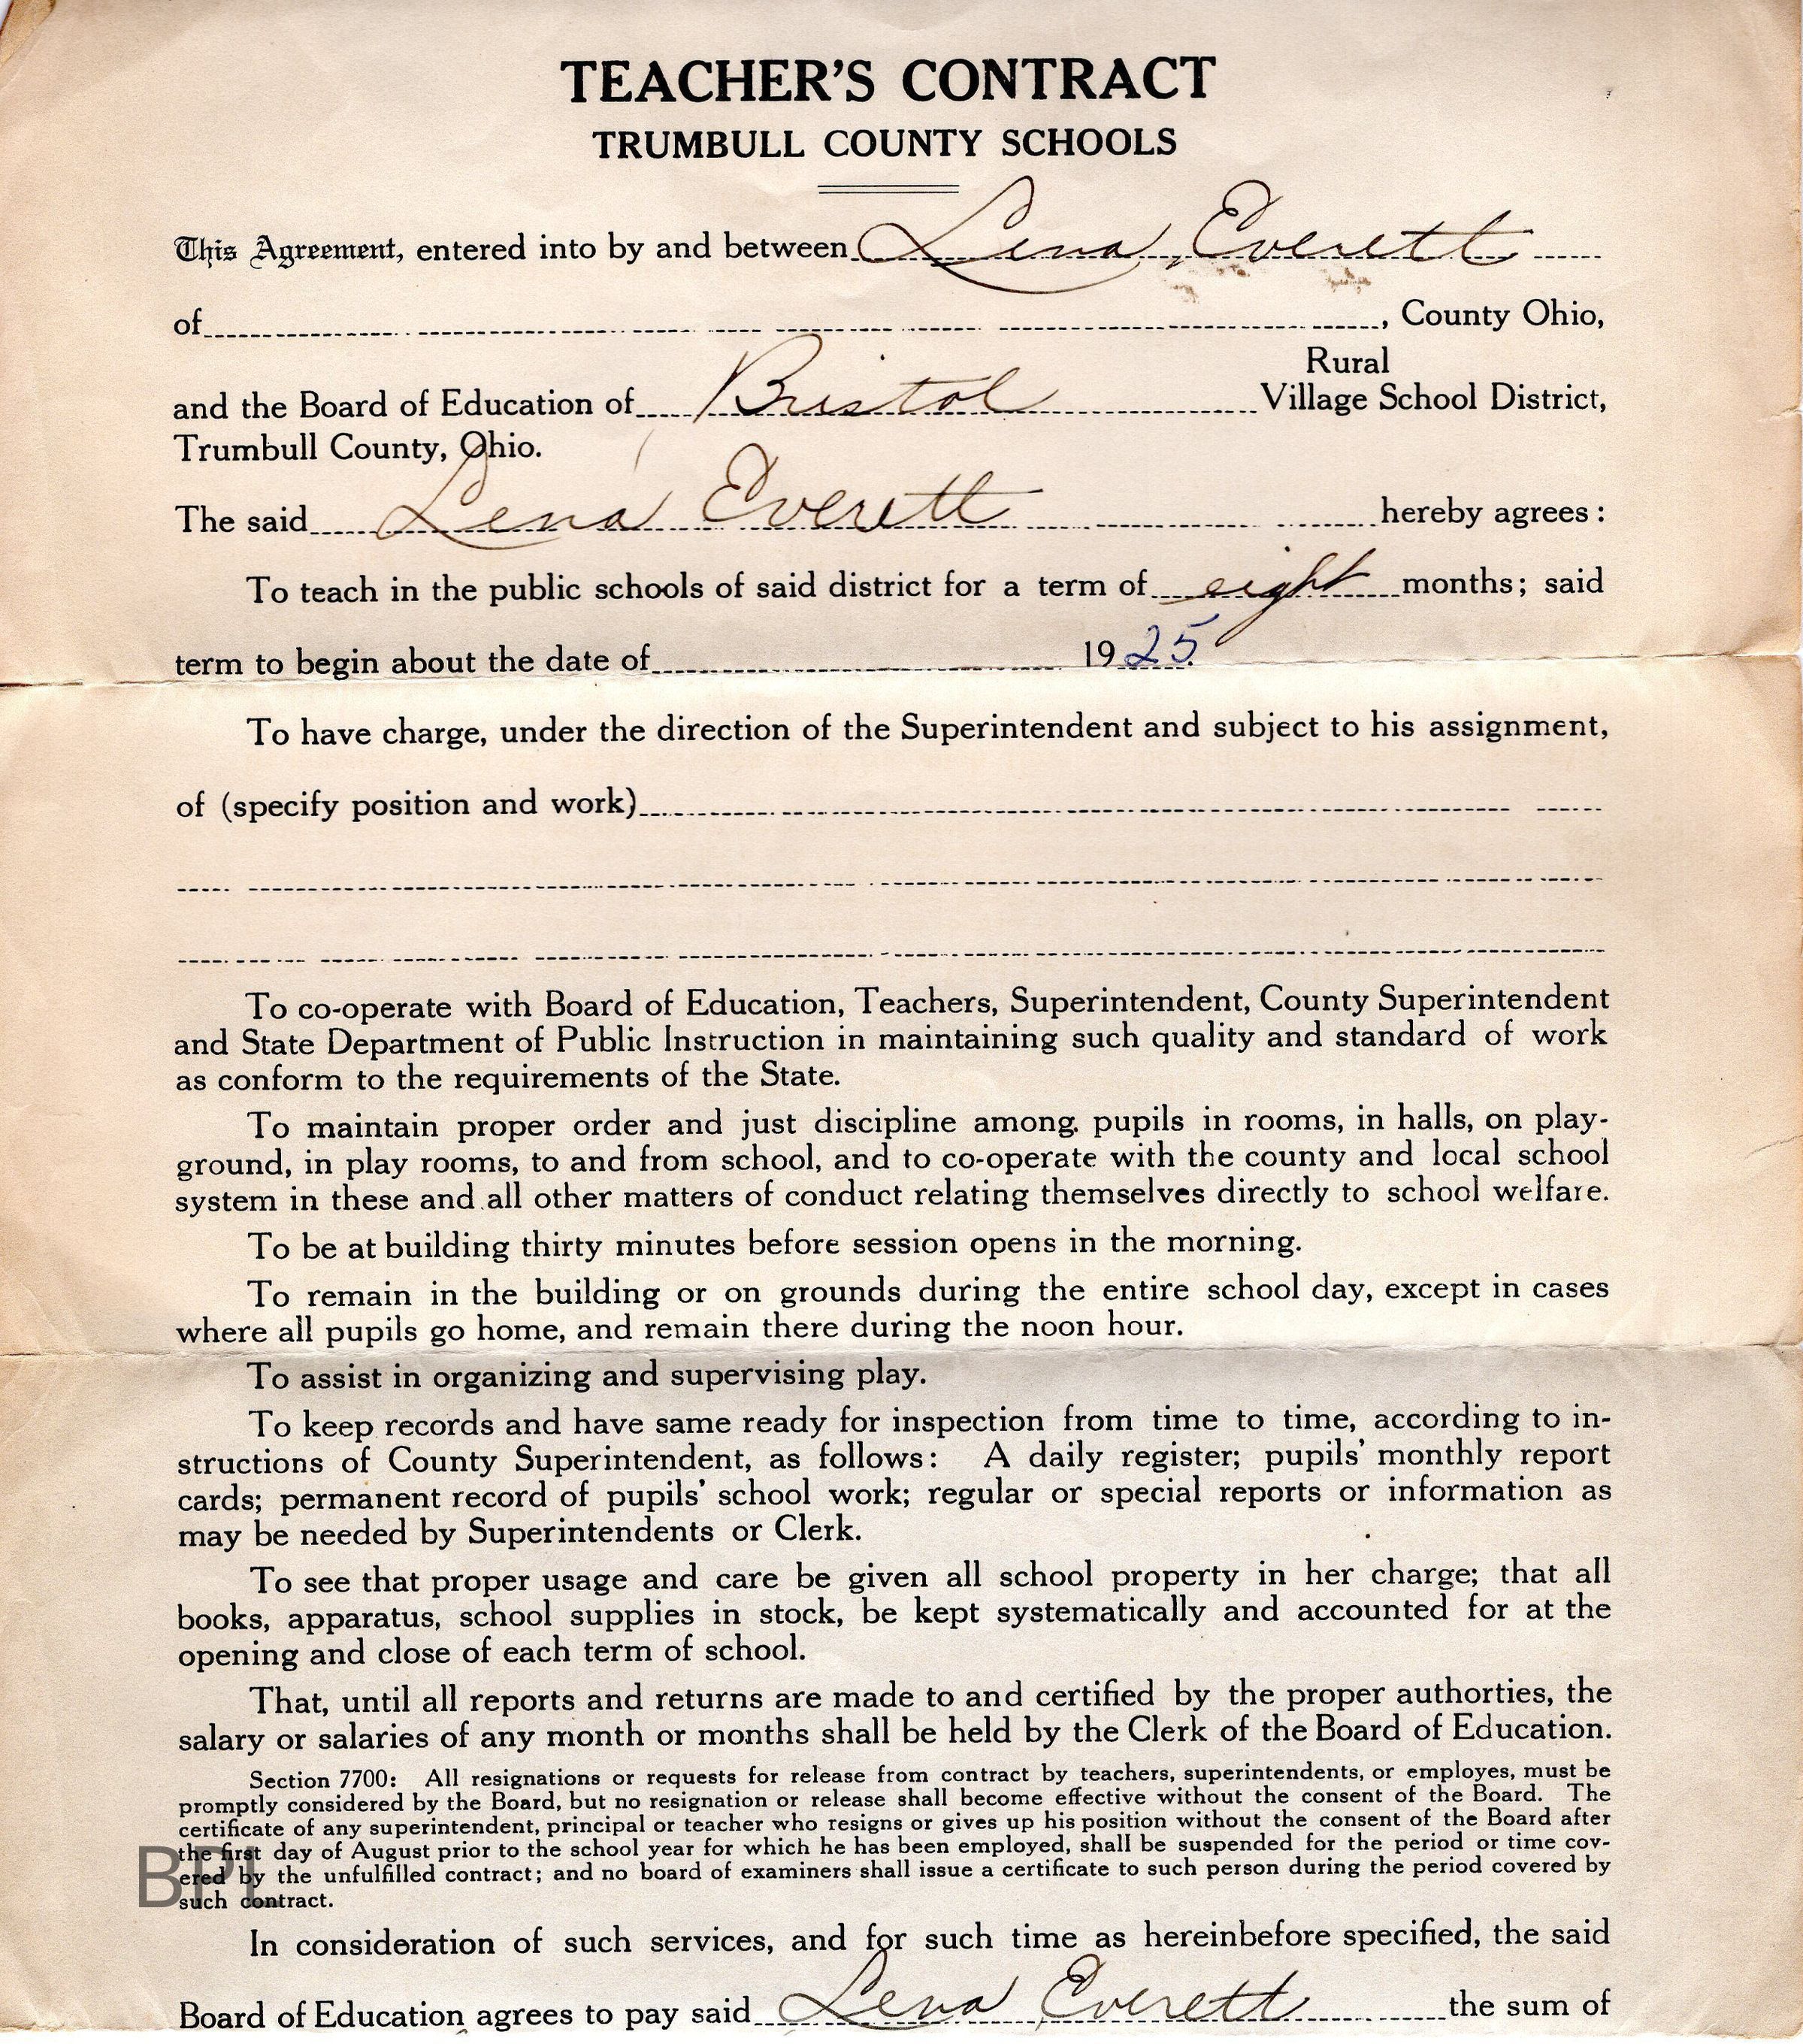 TEACHER'S CONTRACT
TRUMBULL COUNTY SCHOOLS
This Agreement, entered into by and between Lena Everett
of , County Ohio,
Rural
and the Board of Education of Bristol Village School District,
Trumbull County, Ohio.
The said Lena Everett hereby agrees:
To teach in the public schools of said district for a term of eight months; said
term to begin about the date of 1925
To have charge, under the direction of the Superintendent and subject to his assignment,
of (specify position and work)
To co-operate with Board of Education, Teachers, Superintendent, County Superintendent
and State Department of Public Instruction in maintaining such quality and standard of work
as conform to the requirements of the State.
To maintain proper order and just discipline among pupils in rooms, in halls, on play-
ground, in play rooms, to and from school, and to co-operate with the county and local school
system in these and all other matters of conduct relating themselves directly to school welfare.
To be at building thirty minutes before session opens in the morning.
To remain in the building or on grounds during the entire school day, except in cases
where all pupils go home, and remain there during the noon hour.
To assist in organizing and supervising play.
To keep records and have same ready for inspection from time to time, according to in-
structions of County Superintendent, as follows: A daily register; pupils' monthly report
cards; permanent record of pupils' school work; regular or special reports or information as
may be needed by Superintendents or Clerk.
To see that proper usage and care be given all school property in her charge; that all
books, apparatus, school supplies in stock, be kept systematically and accounted for at the
opening and close of each term of school.
That, until all reports and returns are made to and certified by the proper authorties, the
salary or salaries of any month or months shall be held by the Clerk of the Board of Education.
Section 7700: All resignations or requests for release from contract by teachers, superintendents, or employes, must be
promptly considered by the Board, but no resignation or release shall become effective without the consent of the Board. The
certificate of any superintendent, principal or teacher who resigns or gives up his position without the consent of the Board after
the first day of August prior to the school year for which he has been employed, shall be suspended for the period or time cov-
ered by the unfulfilled contract; and no board of examiners shall issue a certificate to such person during the period covered by
such contract.
BPL
In consideration of such services, and for such time as hereinbefore specified, the said
Board of Education agrees to pay said Lena Everett the sum of